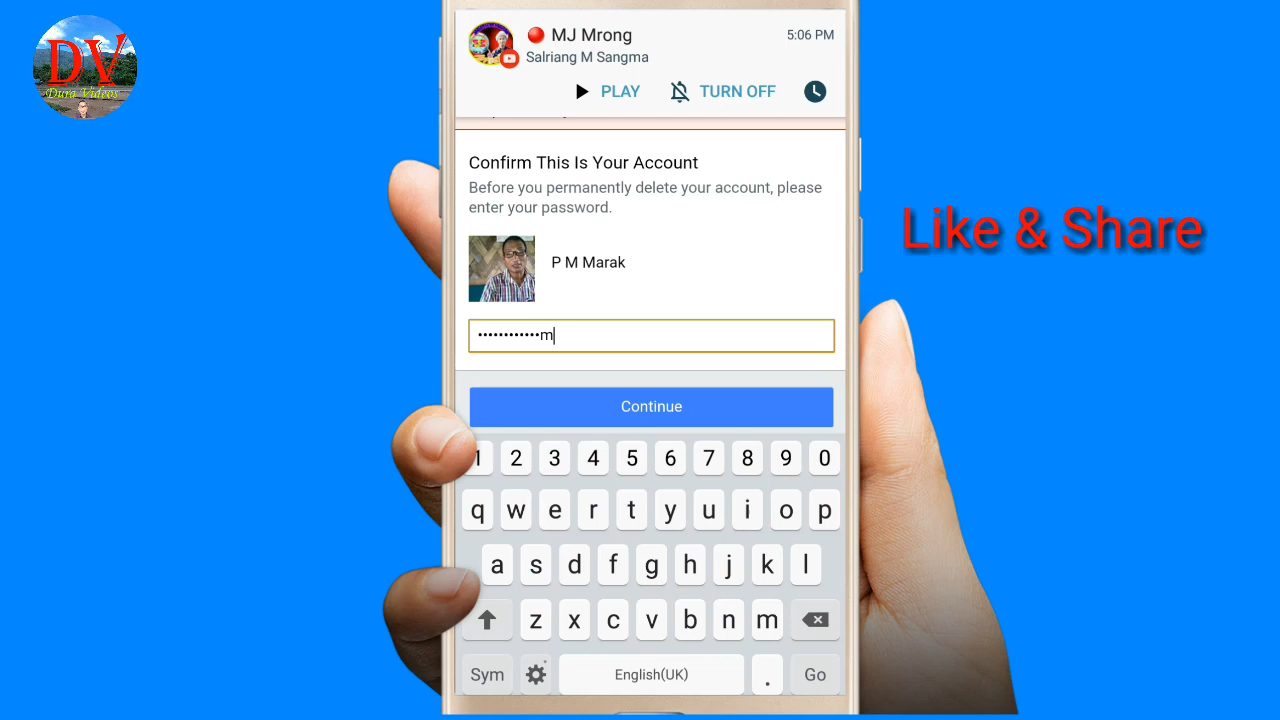 DV
Dura Videos
MJ Mrong
5:06 PM
Salriang M Sangma
PLAY
TURN OFF
Confirm This Is Your Account
Before you permanently delete your account, please
enter your password.
P M Marak
••••••••••••m
Continue
1 2 3 4 5 6 7 8 9 0
q w e r t y u i o p
a s d f g h j k l
z x c v b n m
Sym
English(UK)
.
Go
Like & Share